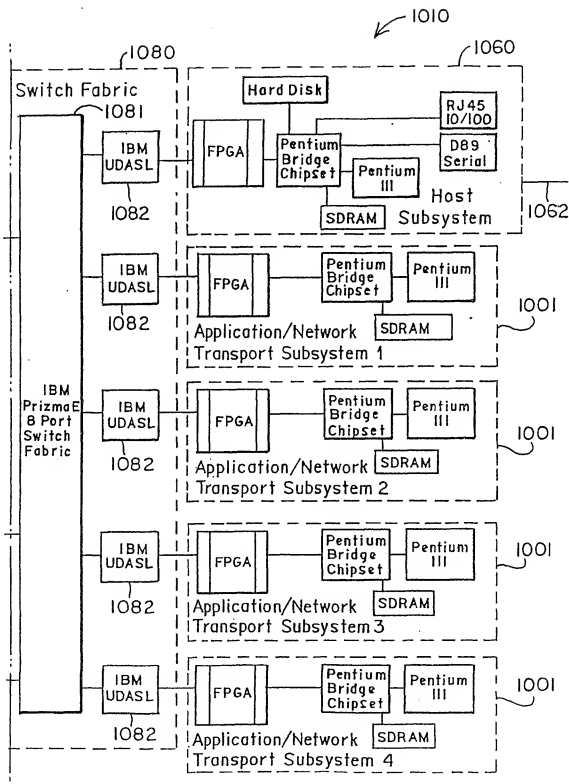 1010
1080
1060
Switch Fabric
1081
Hard Disk
RJ45
10/100
IBM
UDASL
FPGA
Pentium
Bridge
Chipset
D89
Serial
Pentium
III
Host
Subsystem
1082
SDRAM
1062
IBM
UDASL
FPGA
Pentium
Bridge
Chipset
Pentium
III
1082
SDRAM
Application/Network
Transport Subsystem 1
1001
IBM
PrizmaE
8 Port
Switch
Fabric
IBM
UDASL
FPGA
Pentium
Bridge
Chipset
Pentium
III
1082
SDRAM
Application/Network
Transport Subsystem 2
1001
IBM
UDASL
FPGA
Pentium
Bridge
Chipset
Pentium
III
1082
SDRAM
Application/Network
Transport Subsystem 3
1001
IBM
UDASL
FPGA
Pentium
Bridge
Chipset
Pentium
III
1082
SDRAM
Application/Network
Transport Subsystem 4
1001